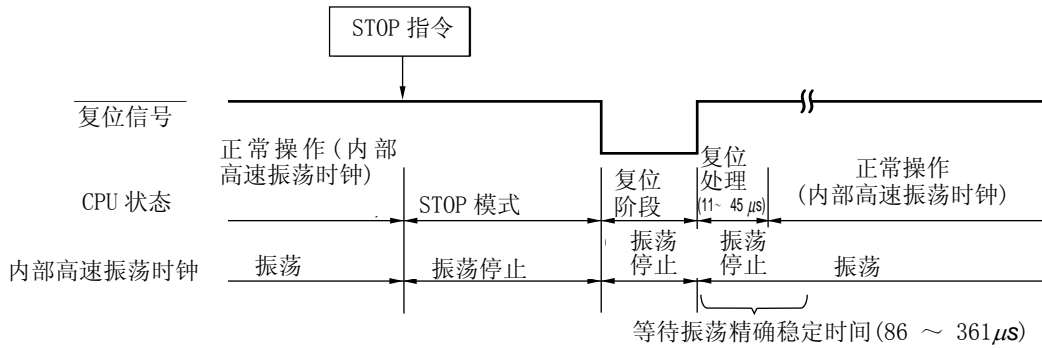 STOP 指令
复位信号
正常操作(内部
高速振荡时钟)
复位
处理
(11~ 45 μs)
正常操作
(内部高速振荡时钟)
CPU 状态
STOP 模式
复位
阶段
内部高速振荡时钟
振荡
振荡停止
振荡
停止
振荡
停止
振荡
等待振荡精确稳定时间(86 ～ 361μs)